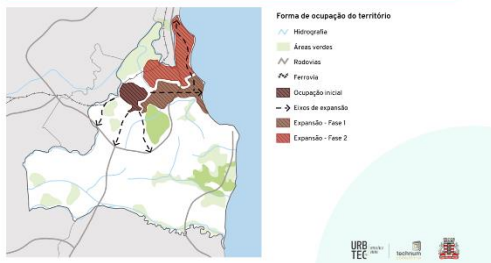 Forma de ocupação do território
Hidrografia
Áreas verdes
Rodovias
Ferrovia
Ocupação inicial
Eixos de expansão
Expansão - Fase I
Expansão - Fase 2
URB
TEC
technum